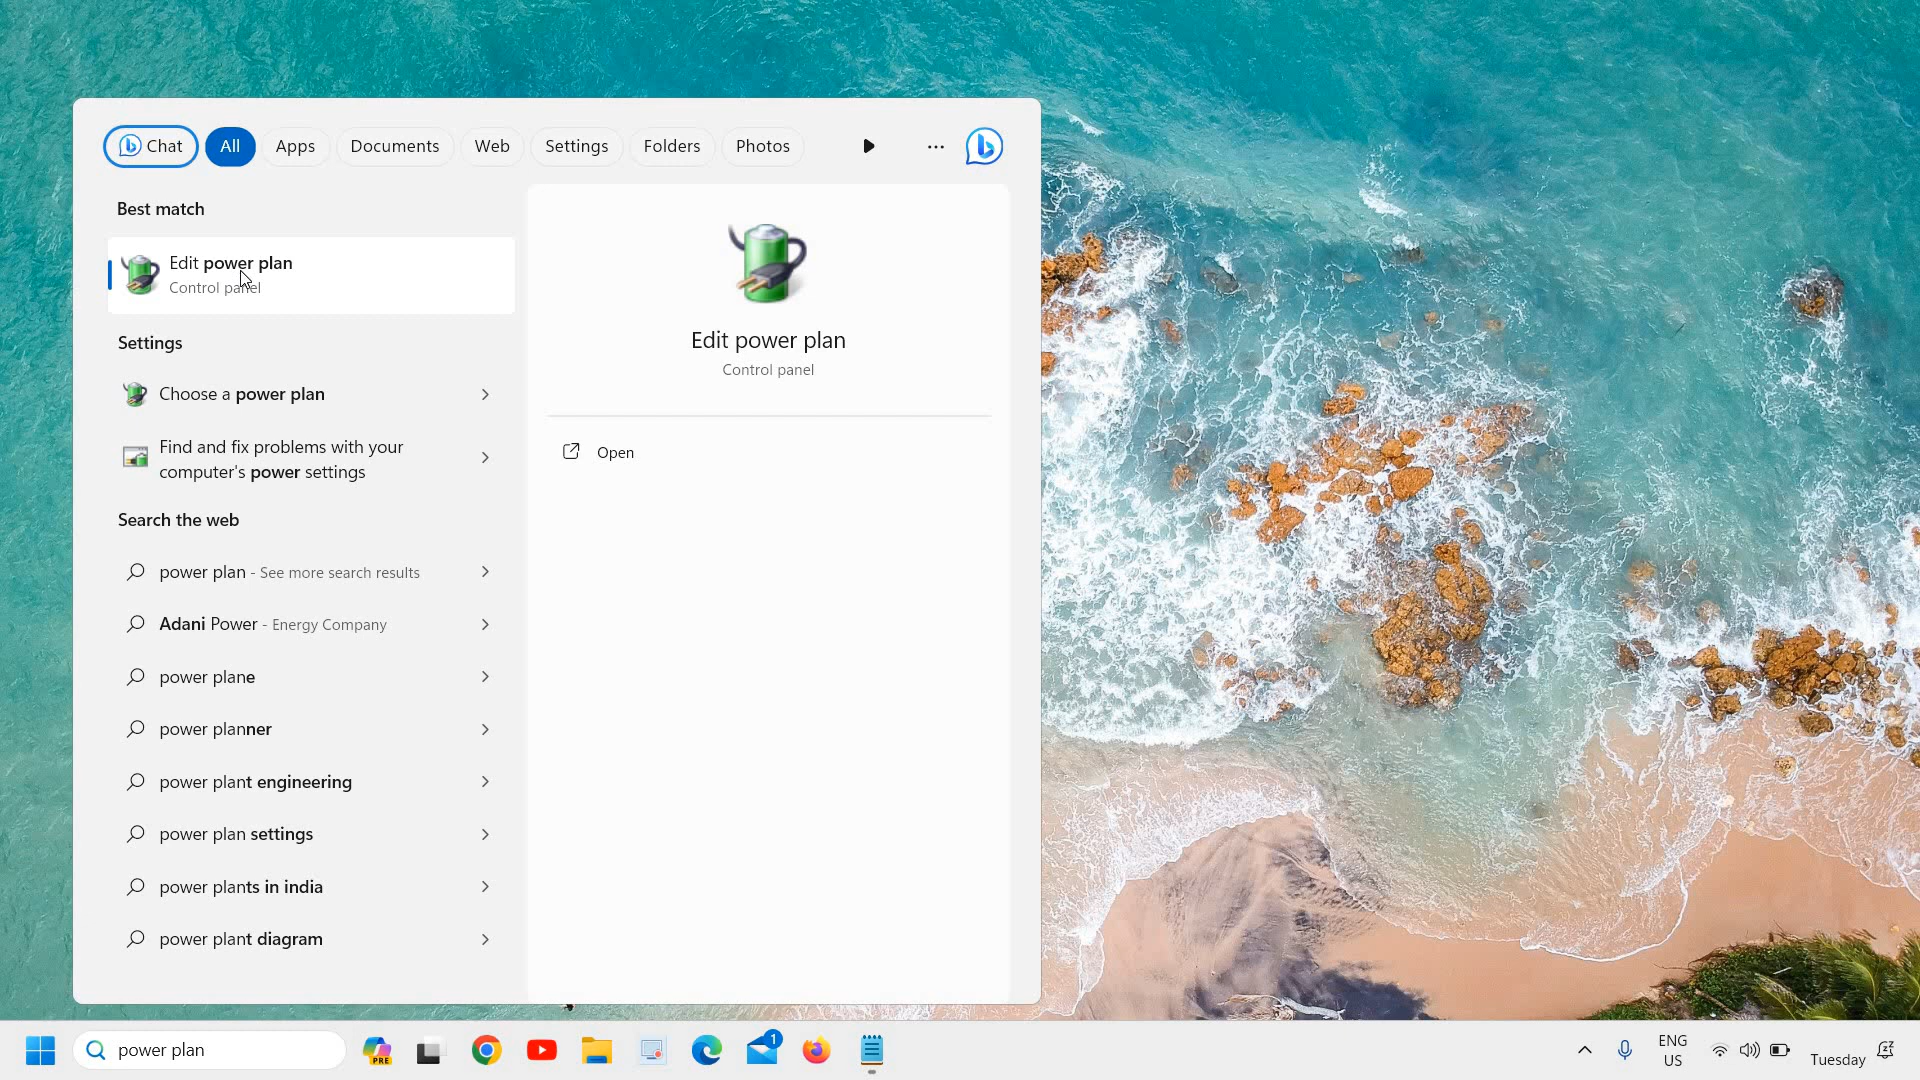 Chat
All
Apps
Documents
Web
Settings
Folders
Photos
Best match
Edit power plan
Control panel
Settings
Choose a power plan
Find and fix problems with your
computer's power settings
Search the web
power plan - See more search results
Adani Power - Energy Company
power plane
power planner
power plant engineering
power plan settings
power plants in india
power plant diagram
Edit power plan
Control panel
Open
power plan
PRE
1
ENG
US
Tuesday